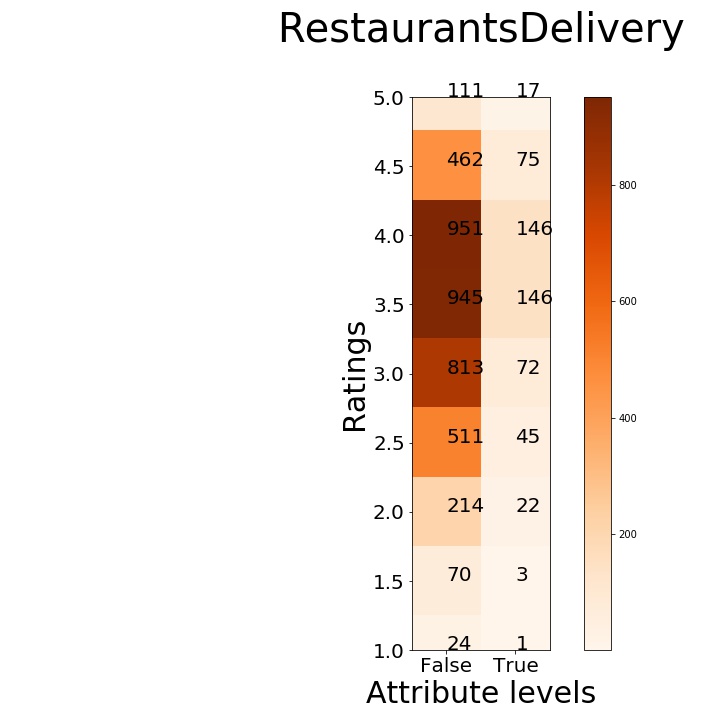 RestaurantsDelivery
5.0 111 17
4.5 462 75
800
4.0 951 146
3.5 945 146
600
3.0 813 72
400
2.5 511 45
2.0 214 22
200
1.5 70 3
1.0 24 1
False True
Ratings
Attribute levels